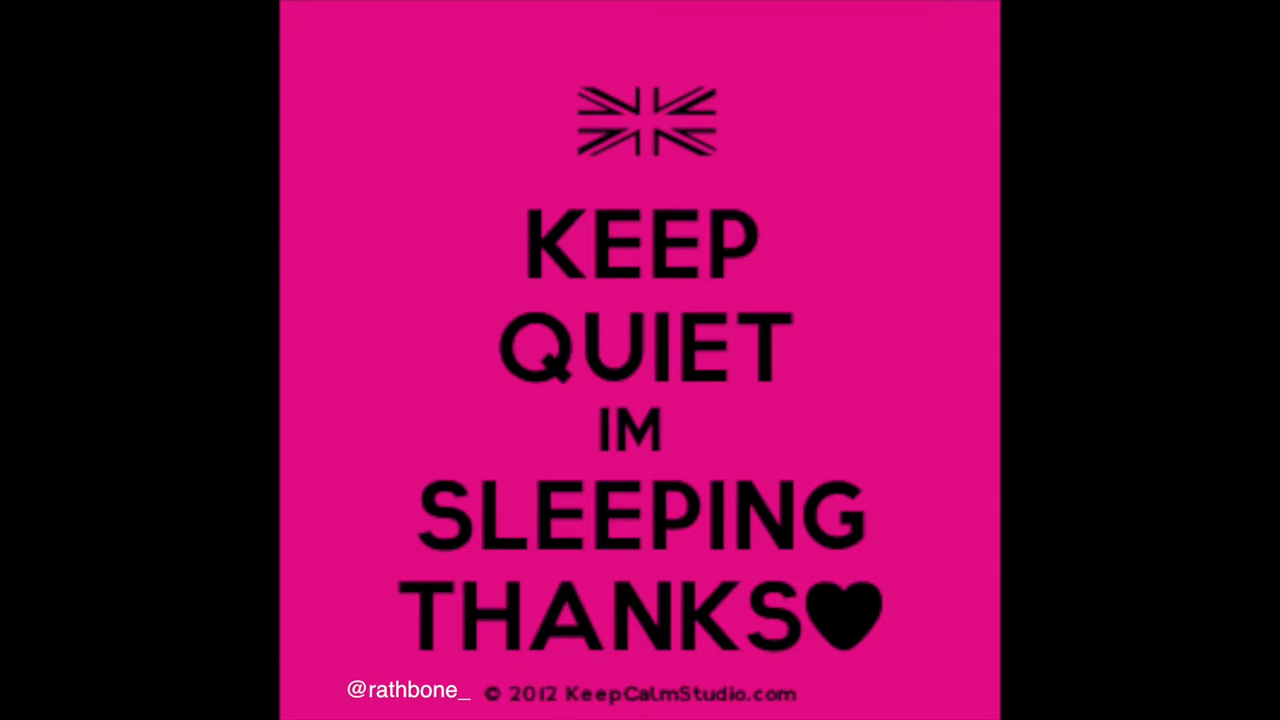 KEEP
QUIET
IM
SLEEPING
THANKS♥
@rathbone_ © 2012 KeepCalmStudio.com